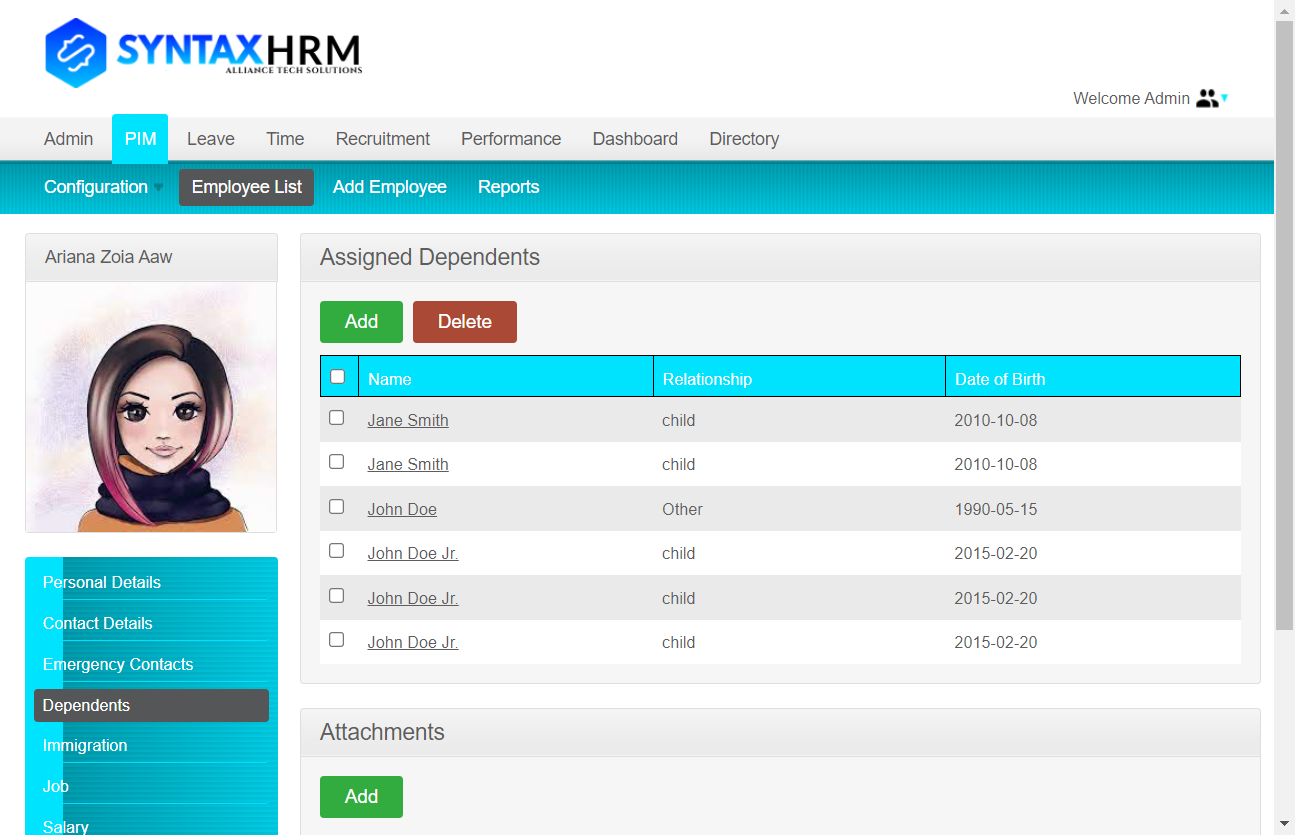 SYNTAXHRM
ALLIANCE TECH SOLUTIONS
Welcome Admin
Admin PIM Leave Time Recruitment Performance Dashboard Directory
Configuration Employee List Add Employee Reports
Ariana Zoia Aaw
Personal Details
Contact Details
Emergency Contacts
Dependents
Immigration
Job
Salary
Assigned Dependents
Add Delete
Name Relationship Date of Birth
Jane Smith child 2010-10-08
Jane Smith child 2010-10-08
John Doe Other 1990-05-15
John Doe Jr. child 2015-02-20
John Doe Jr. child 2015-02-20
John Doe Jr. child 2015-02-20
Attachments
Add